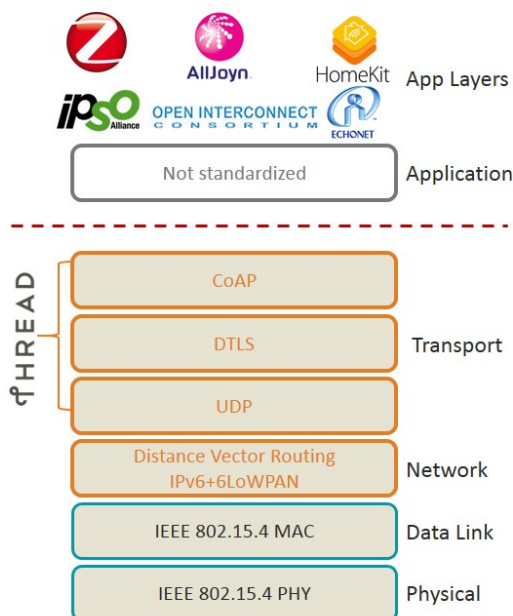 Z
AllJoyn
HomeKit
App Layers
ipso
Alliance
OPEN INTERCONNECT
CONSORTIUM
ECHONET
Not standardized
Application
THREAD
CoAP
DTLS
Transport
UDP
Distance Vector Routing
IPv6+6LoWPAN
Network
IEEE 802.15.4 MAC
Data Link
IEEE 802.15.4 PHY
Physical